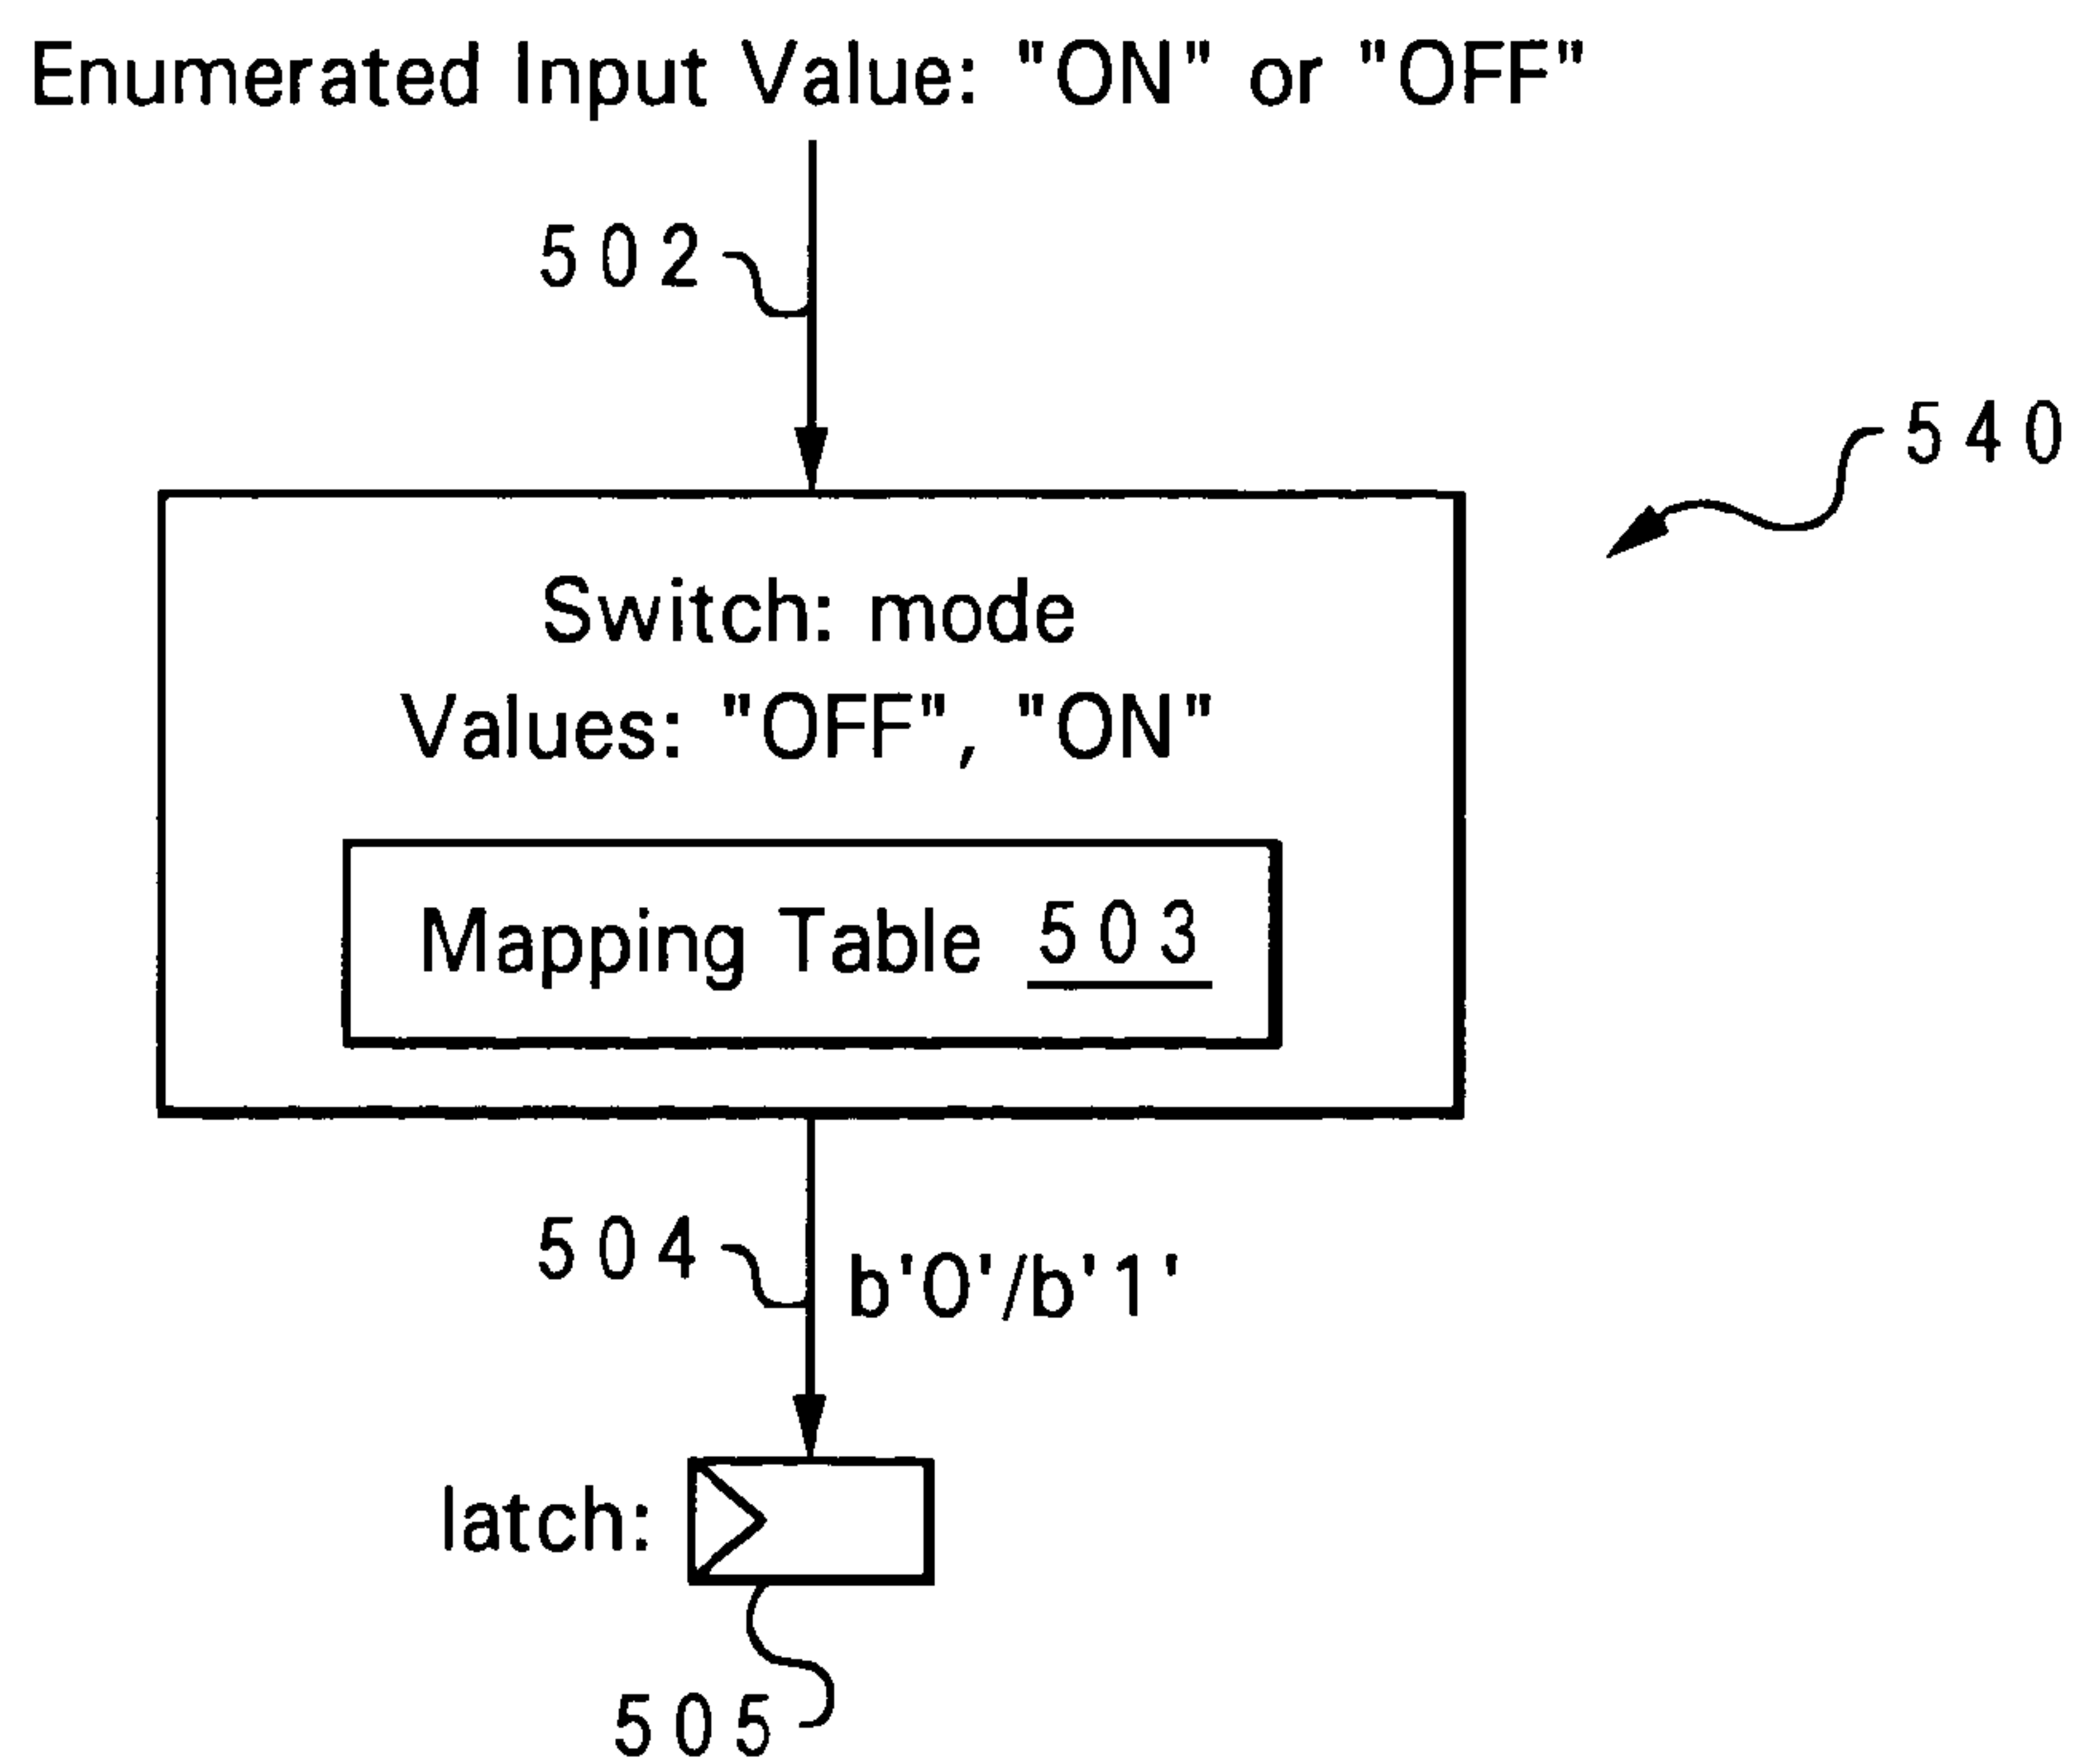 Enumerated Input Value: "ON" or "OFF"
502
540
Switch: mode
Values: "OFF", "ON"
Mapping Table 503
504
b'0'/b'1'
latch:
505